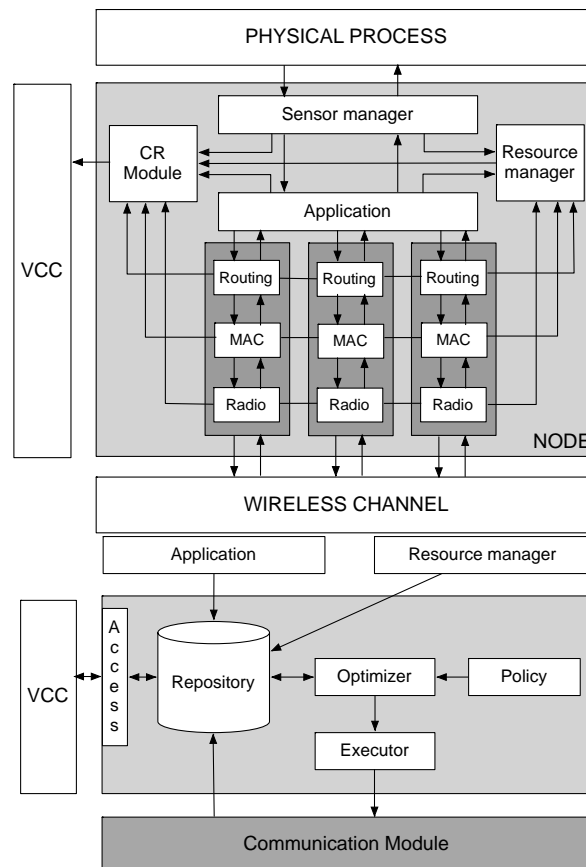 PHYSICAL PROCESS
Sensor manager
CR
Module
Resource
manager
Application
VCC
Routing
Routing
Routing
MAC
MAC
MAC
Radio
Radio
Radio
NODE
WIRELESS CHANNEL
Application
Resource manager
VCC
Access
Repository
Optimizer
Policy
Executor
Communication Module